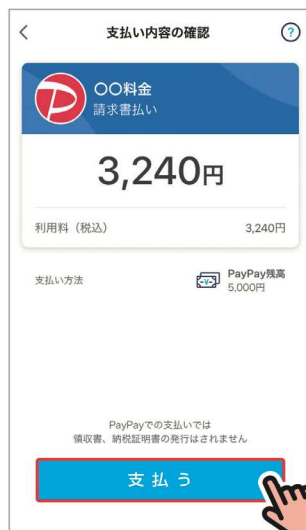 支払い内容の確認
?
〇〇料金
請求書払い
3,240円
利用料（税込）
3,240円
支払い方法
PayPay残高
5,000円
PayPayでの支払いでは
領収書、納税証明書の発行はされません
支払う